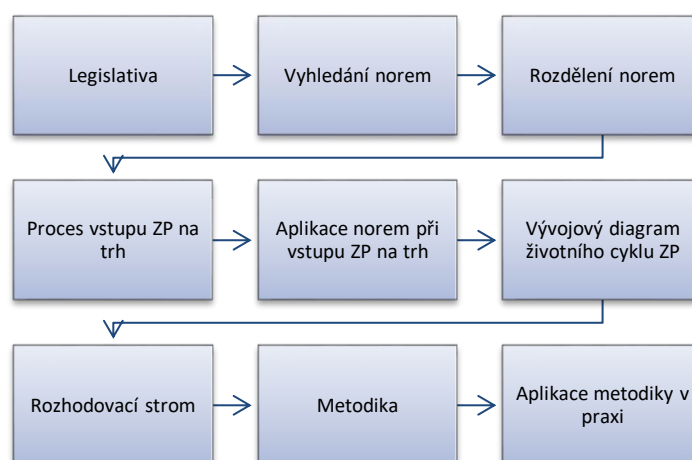 Legislativa
Vyhledání norem
Rozdělení norem
Proces vstupu ZP na
trh
Aplikace norem při
vstupu ZP na trh
Vývojový diagram
životního cyklu ZP
Rozhodovací strom
Metodika
Aplikace metodiky v
praxi